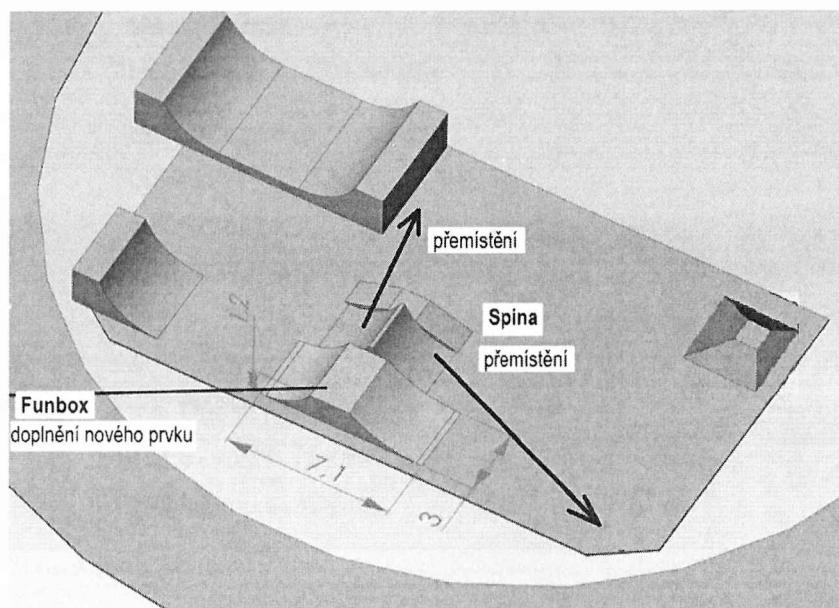 přemístění
Spina
přemístění
1.2
Funbox
doplnění nového prvku
7.1
3